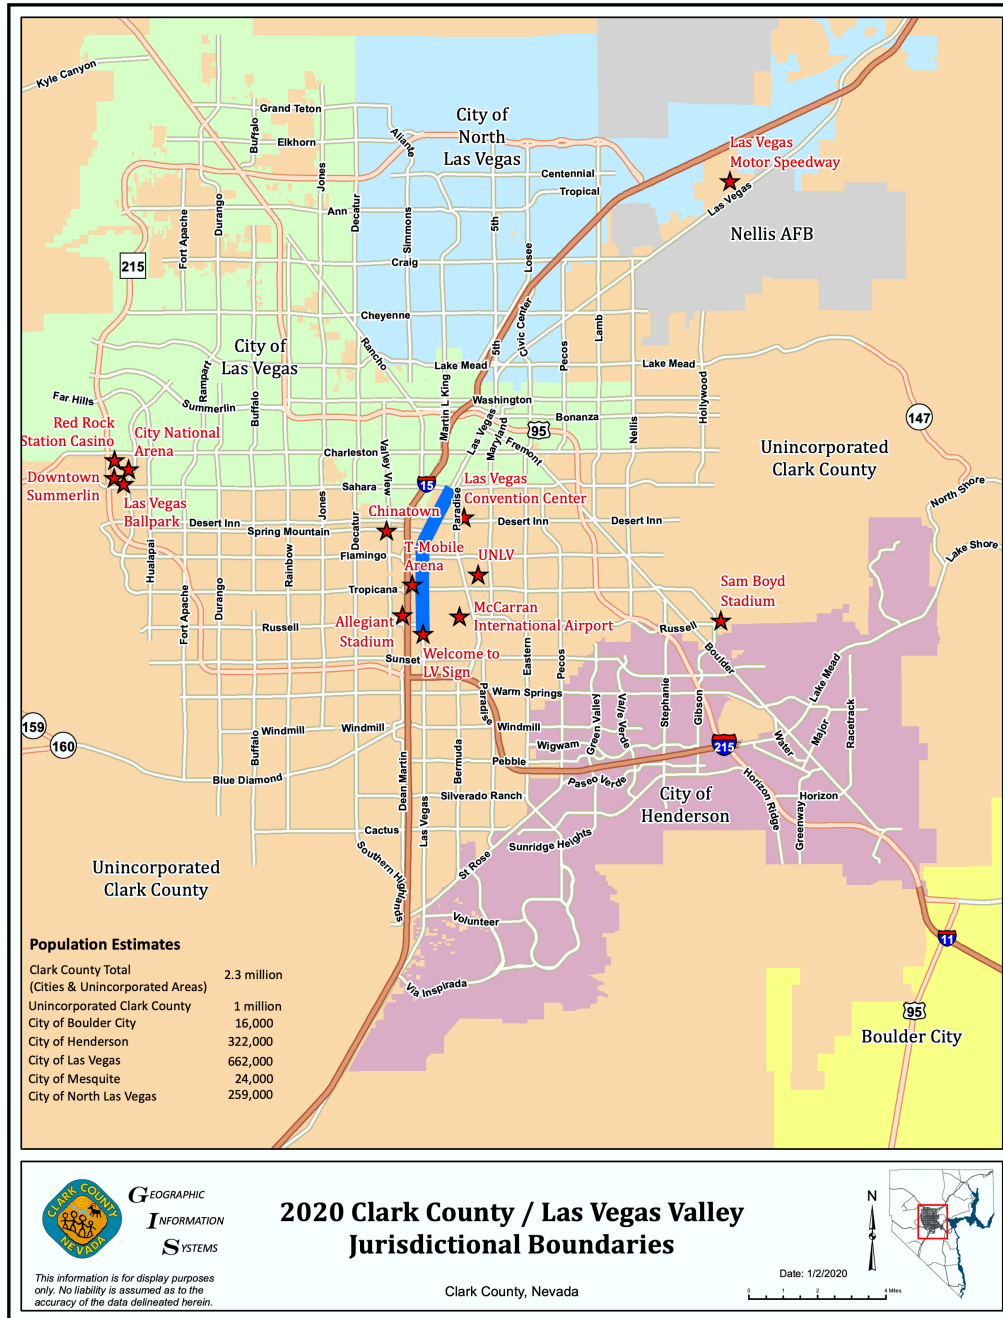 Kyle Canyon
Grand Teton
Buffalo
Elkhorn
Aliante
City of
North
Las Vegas
Las Vegas
Motor Speedway
Jones
Centennial
Tropical
Las Vegas
Durango
Decatur
Fort Apache
Ann
Simmons
5th
Nellis AFB
Losee
215
Craig
Cheyenne
Civic Center
Lamb
City of
Las Vegas
Rancho
5th
Pecos
Rampart
Lake Mead
Lake Mead
Hollywood
Far Hills
Summerlin
Buffalo
Martin L King
Washington
Bonanza
147
Red Rock
Station Casino
City National
Arena
Las Vegas
Maryland
95
Fremont
Nellis
Unincorporated
Clark County
Charleston
Valley View
Downtown
Summerlin
Sahara
15
Las Vegas
Convention Center
North Shore
Las Vegas
Ballpark
Jones
Decatur
Chinatown
Paradise
Desert Inn
Spring Mountain
Desert Inn
Desert Inn
Hualapai
Rainbow
Flamingo
T-Mobile
Arena
UNLV
Lake Shore
Durango
Fort Apache
Tropicana
Sam Boyd
Stadium
Russell
Allegiant
Stadium
McCarran
International Airport
Russell
Boulder
Sunset
Welcome to
LV Sign
Eastern
Pecos
Lake Mead
Paradise
Warm Springs
Green Valley
Valle Verde
Stephanie
Gibson
Major
Racetrack
159
160
Buffalo
Windmill
Windmill
Windmill
Wigwam
215
Water
Blue Diamond
Dean Martin
Bermuda
Pebble
Paseo Verde
Horizon Ridge
Las Vegas
Silverado Ranch
City of
Henderson
Greenway
Horizon
Cactus
Sunridge Heights
Southern Highlands
St Rose
Unincorporated
Clark County
Volunteer
11
Via Inspirada
95
Boulder City
Population Estimates
Clark County Total 2.3 million
(Cities & Unincorporated Areas)
Unincorporated Clark County 1 million
City of Boulder City 16,000
City of Henderson 322,000
City of Las Vegas 662,000
City of Mesquite 24,000
City of North Las Vegas 259,000
CLARK COUNTY
NEVADA
GEOGRAPHIC
INFORMATION
SYSTEMS
This information is for display purposes
only. No liability is assumed as to the
accuracy of the data delineated herein.
2020 Clark County / Las Vegas Valley
Jurisdictional Boundaries
Clark County, Nevada
N
Date: 1/2/2020
0 1 2 4 Miles